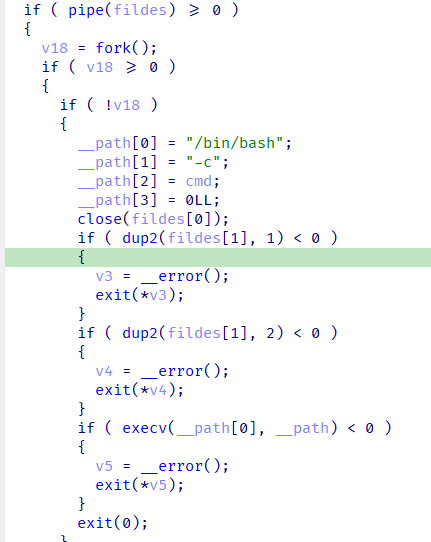 if ( pipe(fildes) ⩾ 0 )
{
v18 = fork();
if ( v18 ⩾ 0 )
{
if ( !v18 )
{
__path[0] = "/bin/bash";
__path[1] = "-c";
__path[2] = cmd;
__path[3] = 0LL;
close(fildes[0]);
if ( dup2(fildes[1], 1) < 0 )
{
v3 = __error();
exit(*v3);
}
if ( dup2(fildes[1], 2) < 0 )
{
v4 = __error();
exit(*v4);
}
if ( execv(__path[0], __path) < 0 )
{
v5 = __error();
exit(*v5);
}
exit(0);
}